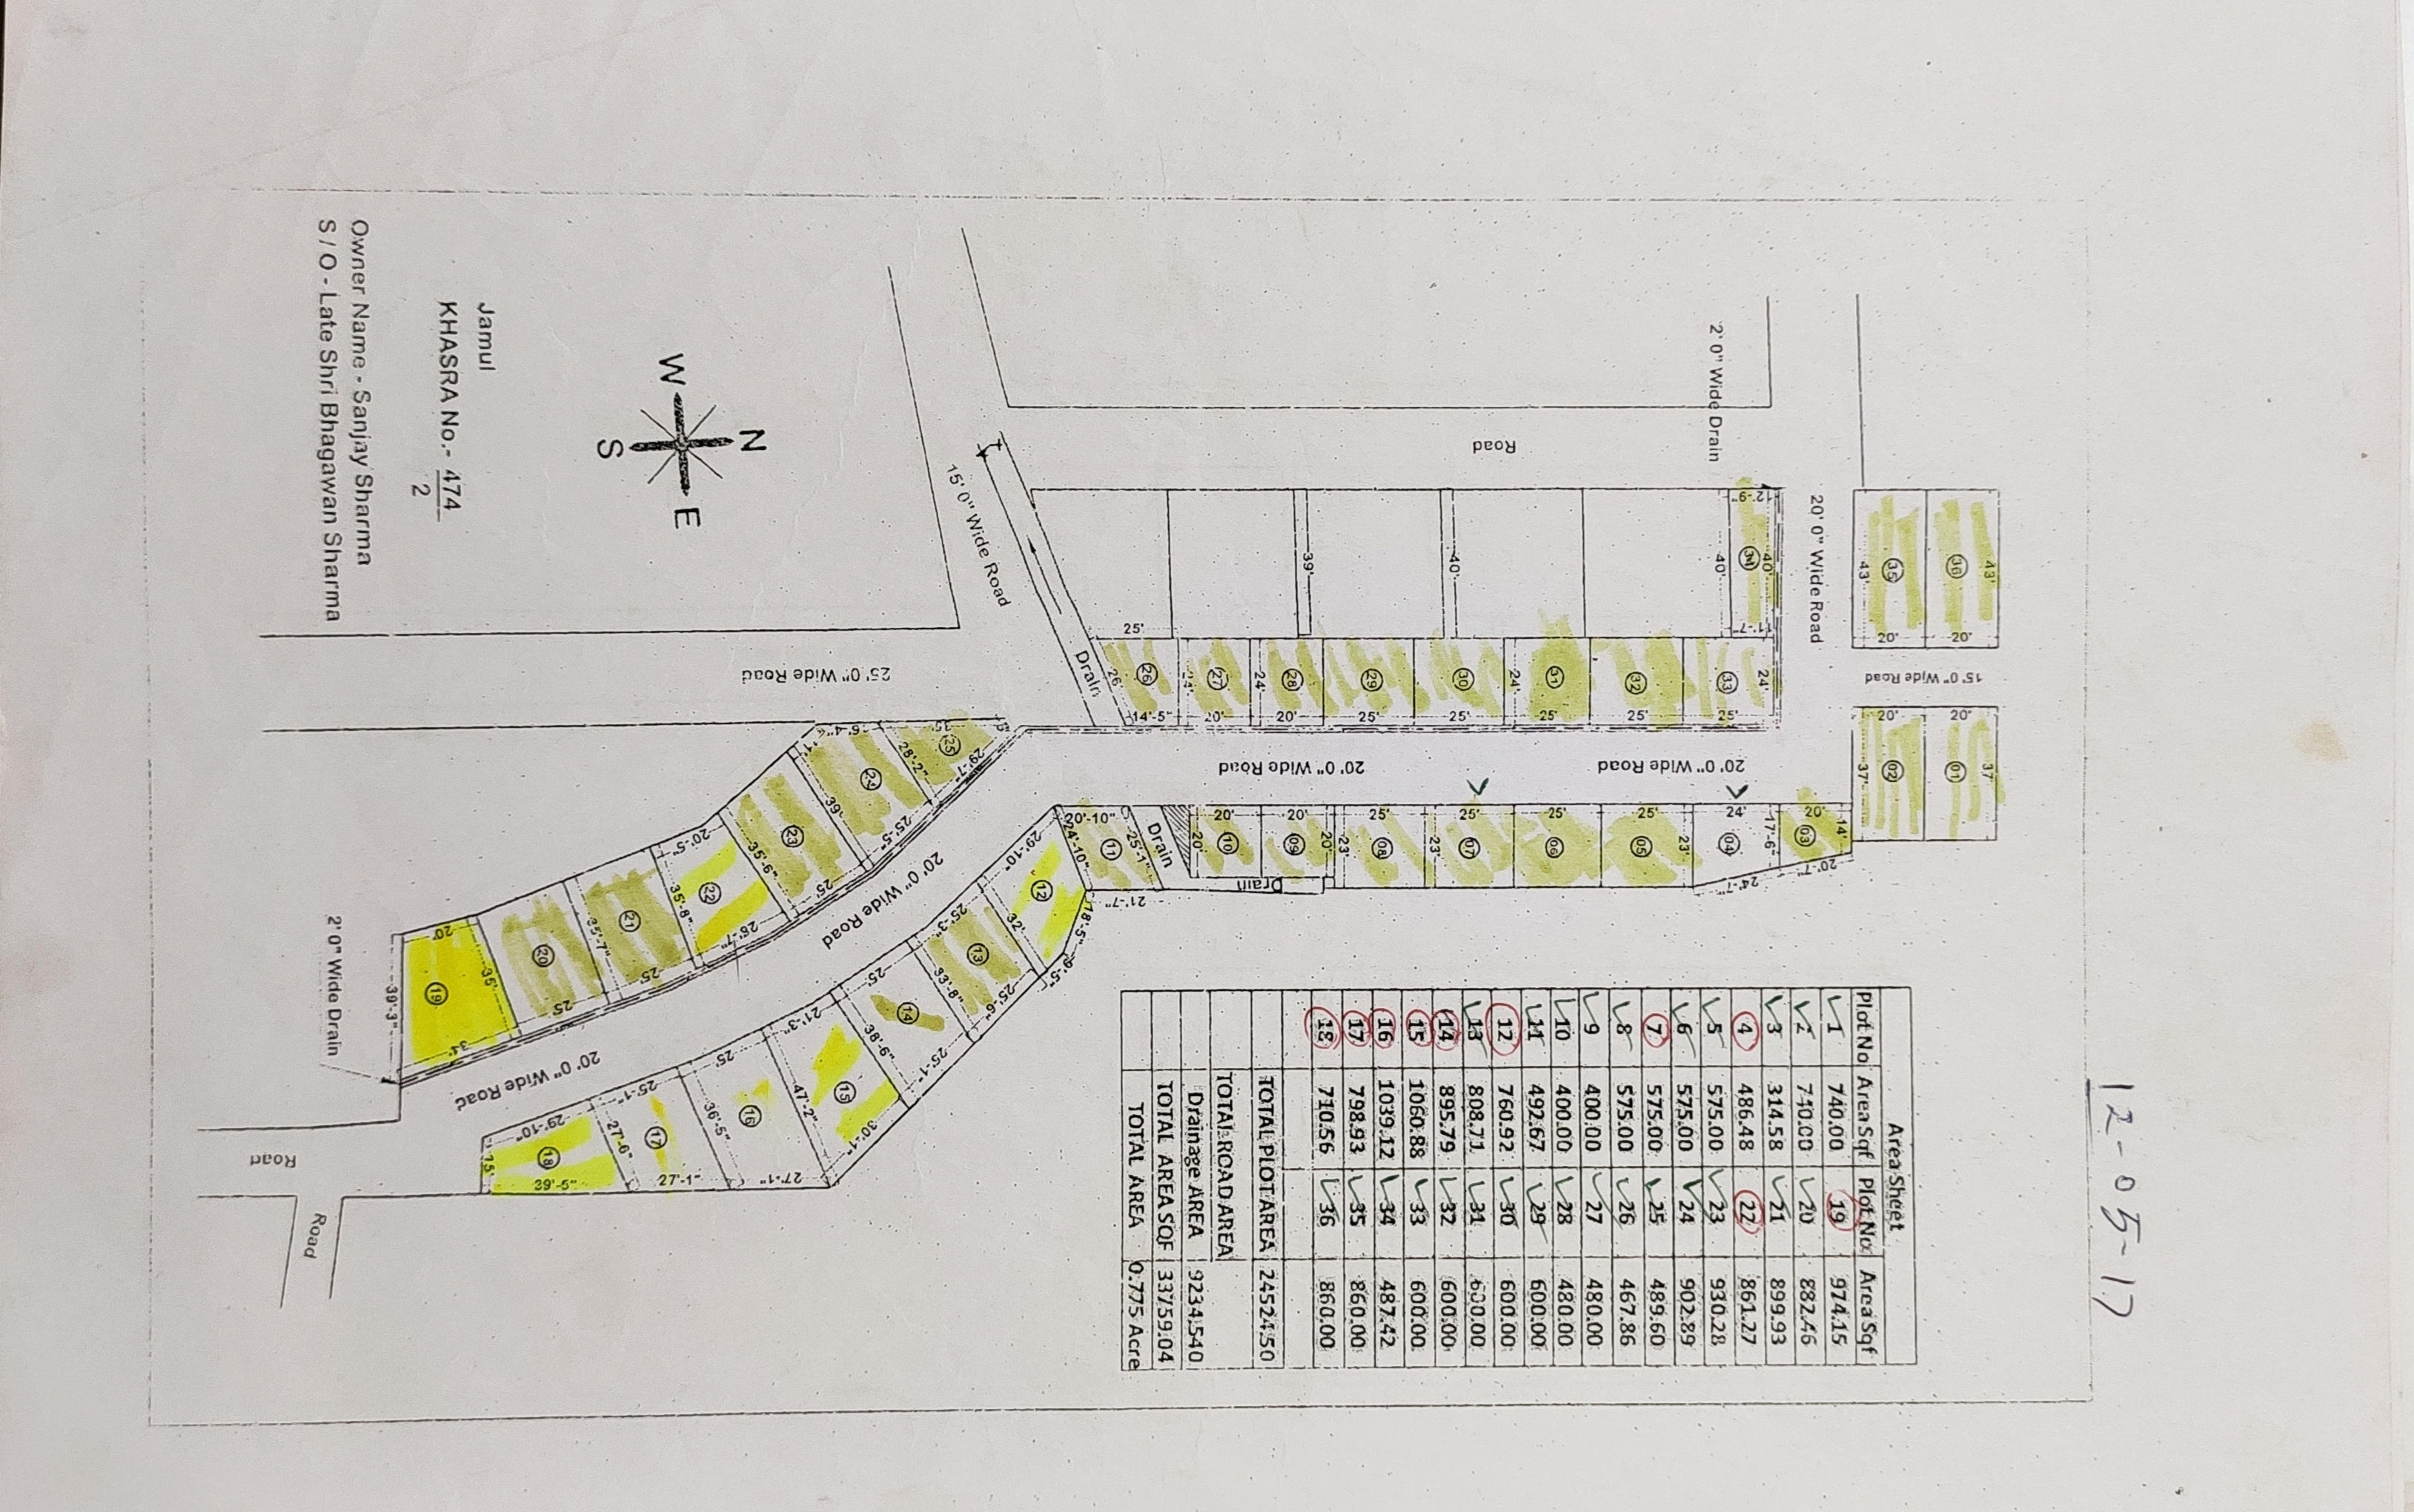 12-05-17
43'
36
20'
35
20'
43'
15' 0" Wide Road
37'
20'
01
20'
02
37'
20' 0" Wide Road
14'
20'
03
20'-7"
17'-6"
24'
04
24'-7"
23'
25'
05
25'
06
25'
07
23'
25'
08
23'
20'
20'
09
Drain
20'
10
20'
Drain
25'-1"
20'-10"
11
21'-7"
24'-10"
12'-9"
40'
34
11'-7"
40'
24'
33
25'
32
25'
31
25'
24'
30
25'
29
25'
28
20'
24'
27
20'
24'
26
14'-5"
25'
26'
Drain
2' 0" Wide Drain
Road
40'
39'
20' 0" Wide Road
20' 0" Wide Road
15' 0" Wide Road
25' 0" Wide Road
Area Sheet
Plot No Area Sqf Plot No Area Sqf
1 740.00 19 974.15
2 740.00 20 882.46
3 314.58 21 899.93
4 486.48 22 861.27
5 575.00 23 930.28
6 575.00 24 902.89
7 575.00 25 489.60
8 575.00 26 467.86
9 400.00 27 480.00
10 400.00 28 480.00
11 492.67 29 600.00
12 760.92 30 600.00
13 808.71 31 600.00
14 895.79 32 600.00
15 1060.88 33 600.00
16 1039.12 34 487.42
17 798.93 35 860.00
18 710.56 36 860.00
TOTAL PLOT AREA 24524.50
TOTAL ROAD AREA
Drainage AREA 9234.540
TOTAL AREA SQF 33759.04
TOTAL AREA 0.775 Acre
18'-5"
9'-5"
12
29'-10"
32'
13
25'-6"
25'-3"
33'-8"
14
25'-1"
25'
38'-6"
15
30'-1"
21'-3"
47'-2"
16
27'-1"
25'
36'-5"
17
27'-1"
25'-1"
27'-6"
18
29'-10"
39'-5"
15'
20' 0" Wide Road
20' 0" Wide Road
29'-7"
25
28'-2"
25'-5"
24
39'
25'
23
35'-6"
26'-7"
22
20'-5"
35'-8"
21
25'
35'-7"
20
25'
35'
20'
19
34'
39'-3"
2' 0" Wide Drain
Road
Road
N
W E
S
Jamul
KHASRA No.- 474
2
Owner Name - Sanjay Sharma
S / O - Late Shri Bhagawan Sharma